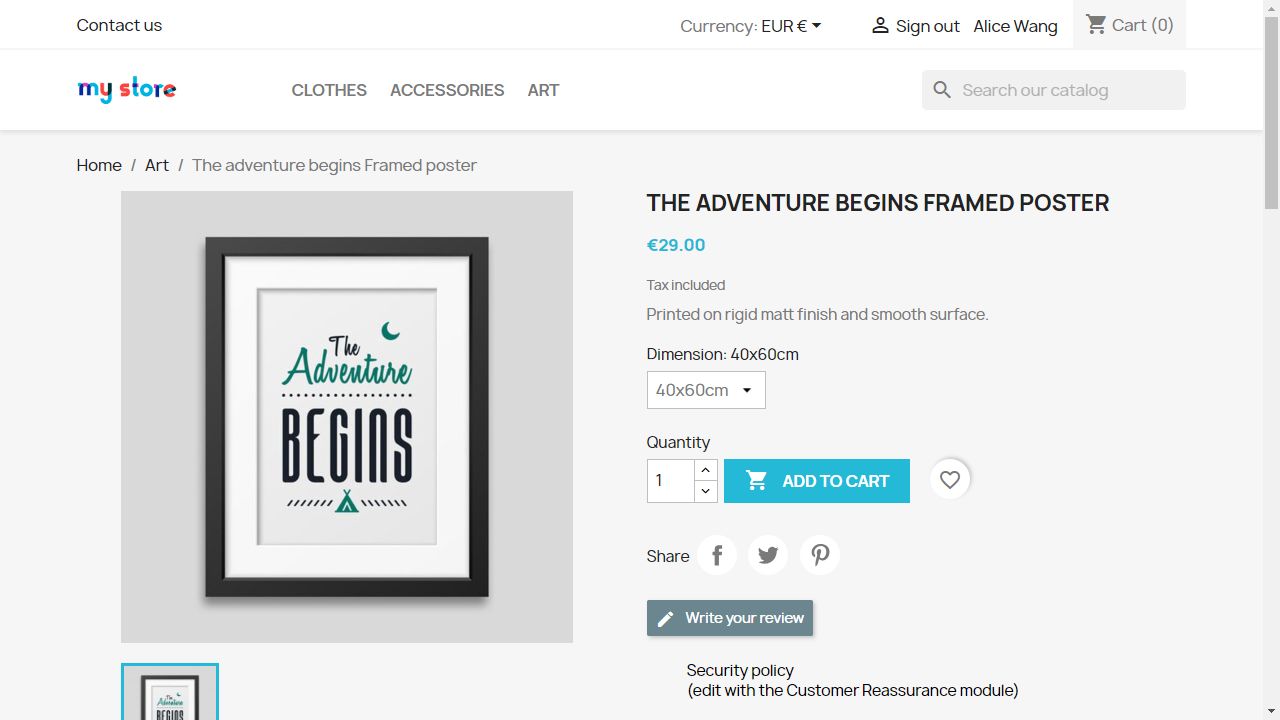 Contact us
Currency: EUR €
Sign out
Alice Wang
Cart (0)
my store
CLOTHES
ACCESSORIES
ART
Search our catalog
Home / Art / The adventure begins Framed poster
The
Adventure
BEGINS
THE ADVENTURE BEGINS FRAMED POSTER
€29.00
Tax included
Printed on rigid matt finish and smooth surface.
Dimension: 40x60cm
40x60cm
Quantity
1
ADD TO CART
Share
Write your review
Security policy
(edit with the Customer Reassurance module)
The
Adventure
BEGINS